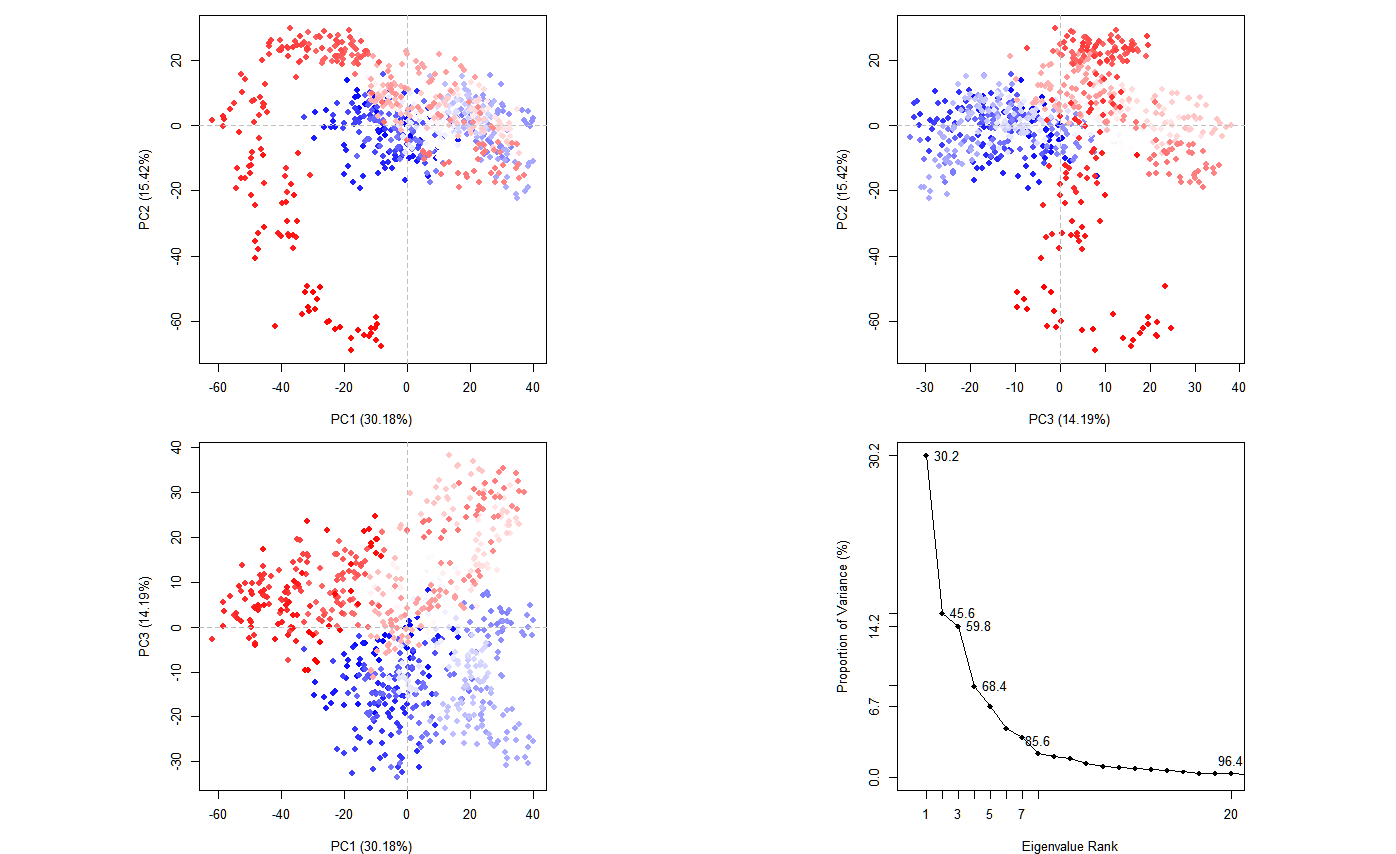 20
0
-20
-40
-60
PC2 (15.42%)
-60 -40 -20 0 20 40
PC1 (30.18%)
20
0
-20
-40
-60
PC2 (15.42%)
-30 -20 -10 0 10 20 30 40
PC3 (14.19%)
40
30
20
10
0
-10
-20
-30
PC3 (14.19%)
-60 -40 -20 0 20 40
PC1 (30.18%)
30.2
14.2
6.7
0.0
Proportion of Variance (%)
30.2
45.6
59.8
68.4
85.6
96.4
1 3 5 7 20
Eigenvalue Rank